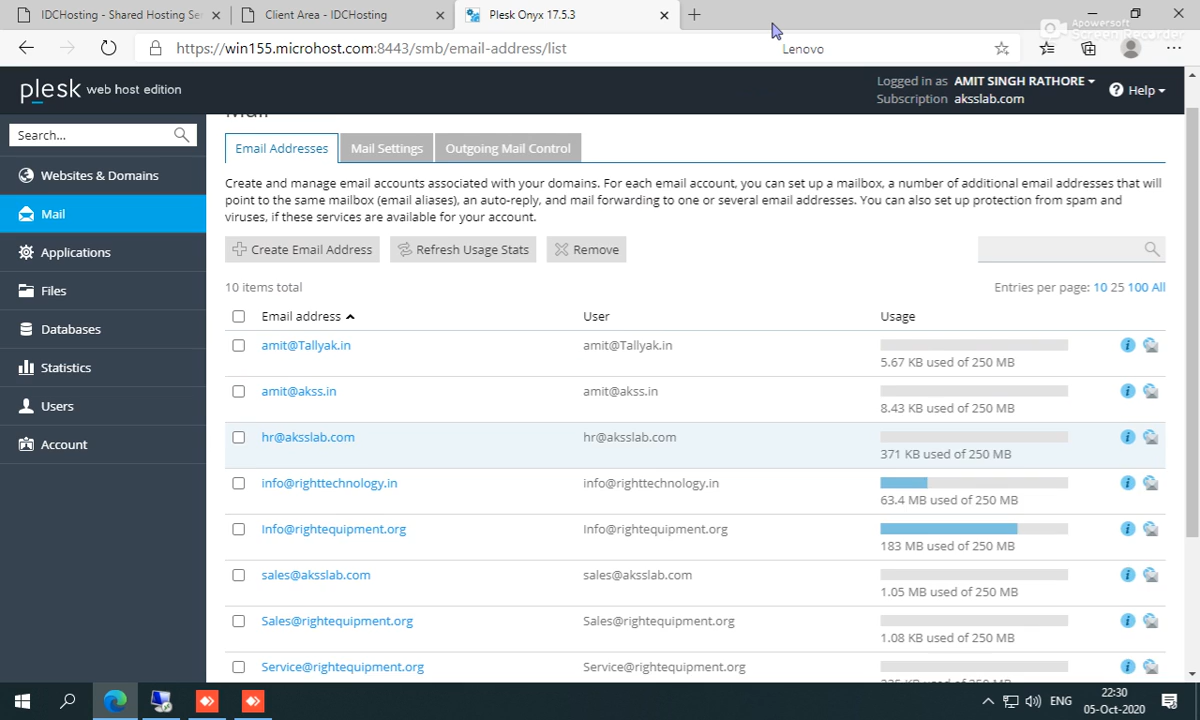 IDCHosting - Shared Hosting Se
Client Area - IDCHosting
Plesk Onyx 17.5.3
Apowersoft
Screen Recorder
https://win155.microhost.com:8443/smb/email-address/list
Lenovo
plesk web host edition
Logged in as AMIT SINGH RATHORE
Subscription aksslab.com
Help
Search...
Websites & Domains
Mail
Applications
Files
Databases
Statistics
Users
Account
Mail
Email Addresses
Mail Settings
Outgoing Mail Control
Create and manage email accounts associated with your domains. For each email account, you can set up a mailbox, a number of additional email addresses that will
point to the same mailbox (email aliases), an auto-reply, and mail forwarding to one or several email addresses. You can also set up protection from spam and
viruses, if these services are available for your account.
Create Email Address
Refresh Usage Stats
Remove
10 items total
Entries per page: 10 25 100 All
Email address
User
Usage
amit@Tallyak.in
amit@Tallyak.in
5.67 KB used of 250 MB
amit@akss.in
amit@akss.in
8.43 KB used of 250 MB
hr@aksslab.com
hr@aksslab.com
371 KB used of 250 MB
info@righttechnology.in
info@righttechnology.in
63.4 MB used of 250 MB
Info@rightequipment.org
Info@rightequipment.org
183 MB used of 250 MB
sales@aksslab.com
sales@aksslab.com
1.05 MB used of 250 MB
Sales@rightequipment.org
Sales@rightequipment.org
1.08 KB used of 250 MB
Service@rightequipment.org
Service@rightequipment.org
KB used of 250 MB
ENG
22:30
05-Oct-2020